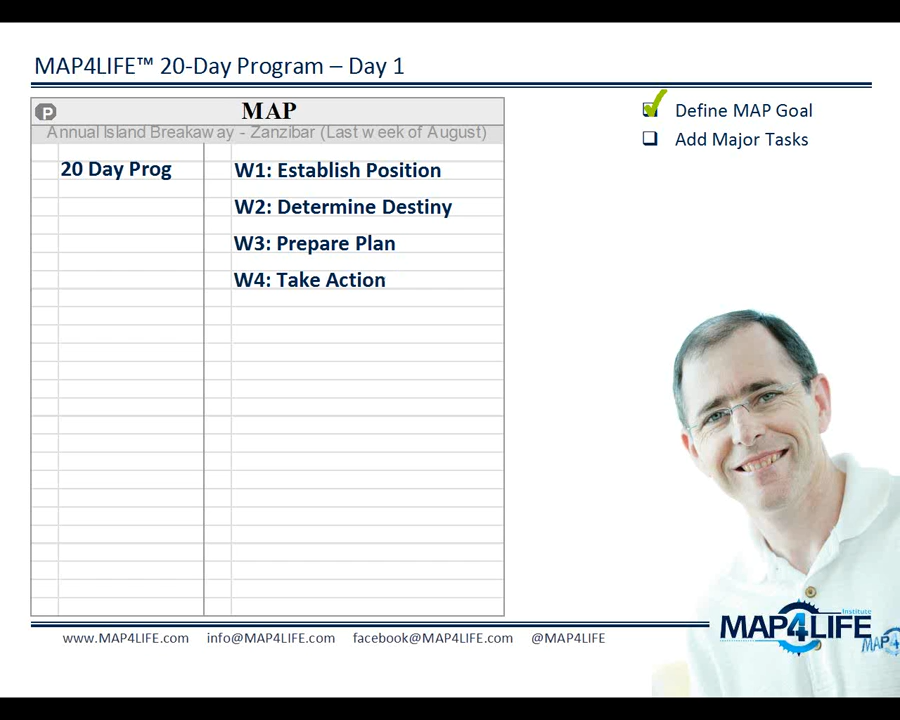 MAP4LIFE™ 20-Day Program – Day 1
P
MAP
Annual Island Breakaway - Zanzibar (Last week of August)
20 Day Prog
W1: Establish Position
W2: Determine Destiny
W3: Prepare Plan
W4: Take Action
Define MAP Goal
Add Major Tasks
www.MAP4LIFE.com info@MAP4LIFE.com facebook@MAP4LIFE.com @MAP4LIFE
Institute
MAP4LIFE
MAP4